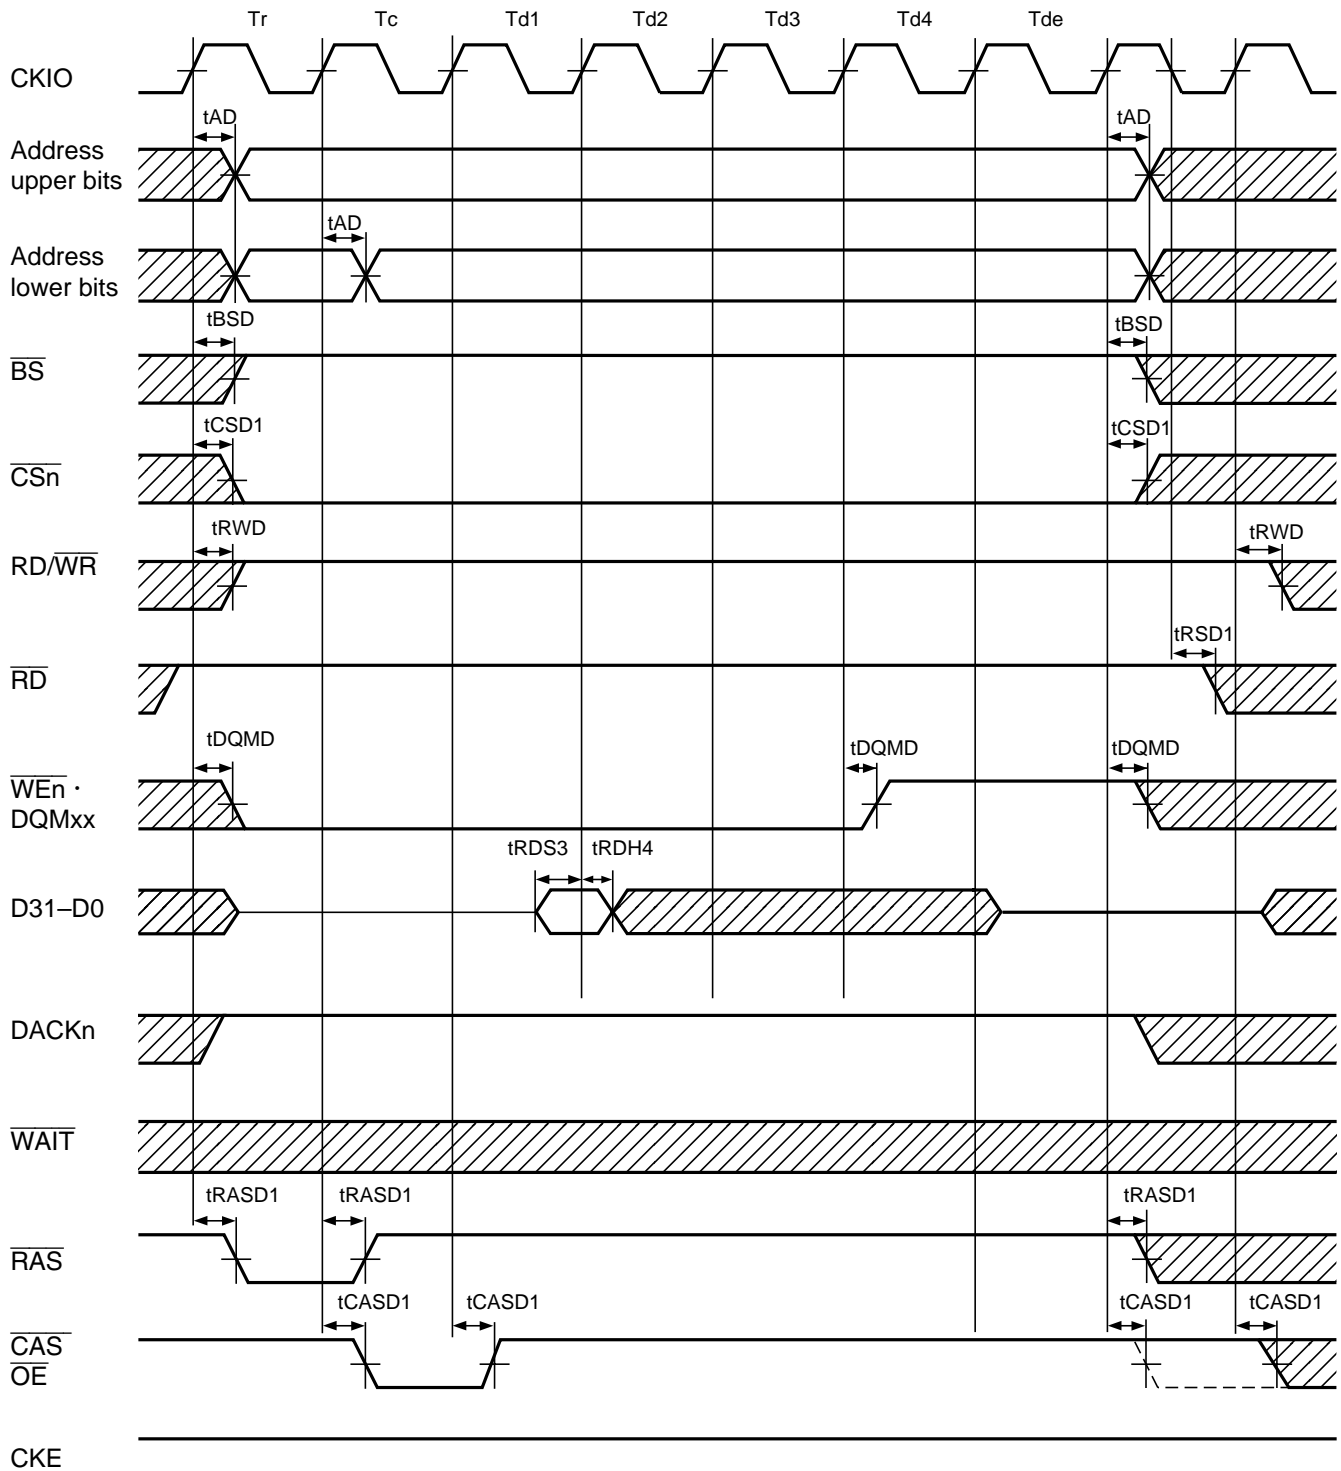 Tr Tc Td1 Td2 Td3 Td4 Tde
CKIO
tAD tAD
Address
upper bits
tAD
Address
lower bits
tBSD tBSD
BS
tCSD1 tCSD1
CSn
tRWD tRWD
RD/WR
tRSD1
RD
tDQMD tDQMD tDQMD
WEn ·
DQMxx
tRDS3 tRDH4
D31–D0
DACKn
WAIT
tRASD1 tRASD1 tRASD1
RAS
tCASD1 tCASD1 tCASD1 tCASD1
CAS
OE
CKE